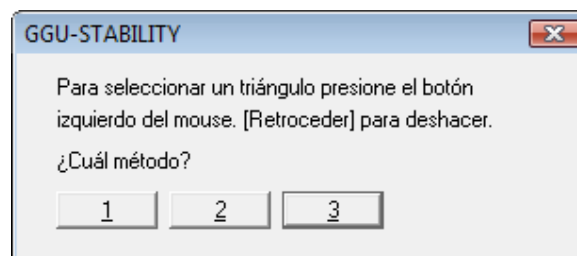 GGU-STABILITY
Para seleccionar un triángulo presione el botón
izquierdo del mouse. [Retroceder] para deshacer.
¿Cuál método?
1 2 3